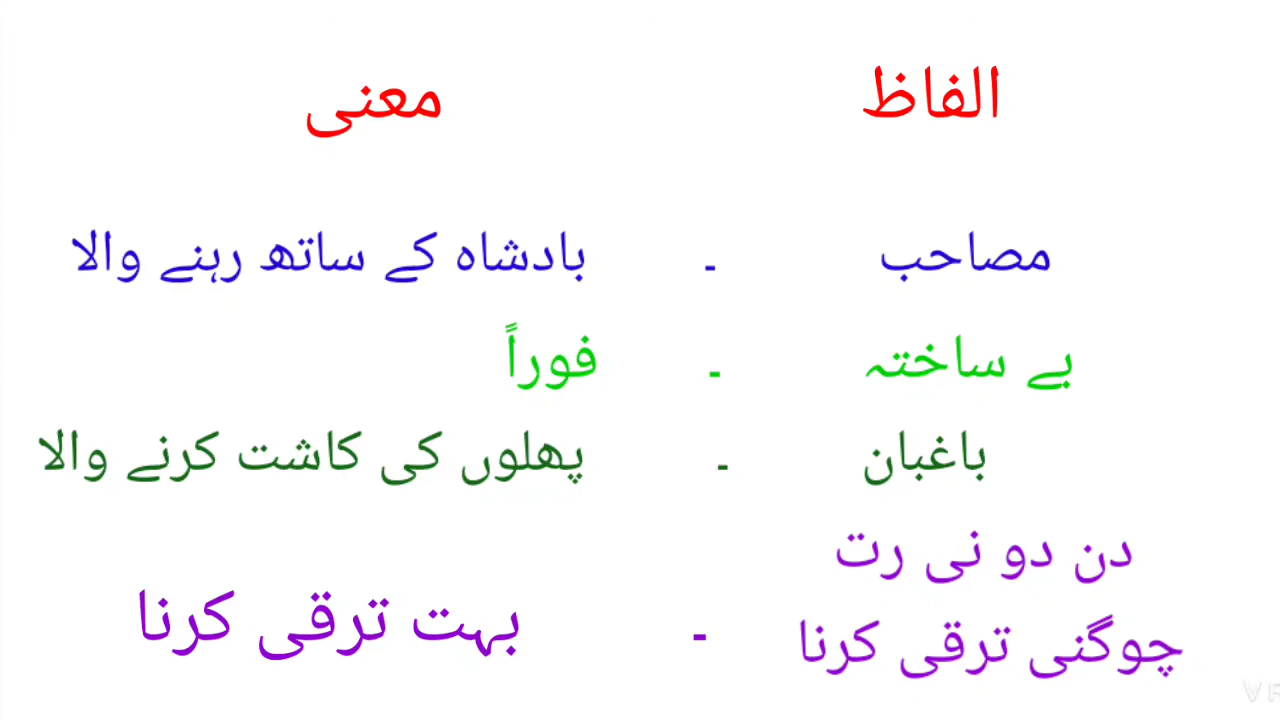 الفاظ معنی
مصاحب ۔ بادشاہ کے ساتھ رہنے والا
بے ساختہ ۔ فوراً
باغبان ۔ پھلوں کی کاشت کرنے والا
دن دو نی رت
چوگنی ترقی کرنا ۔ بہت ترقی کرنا